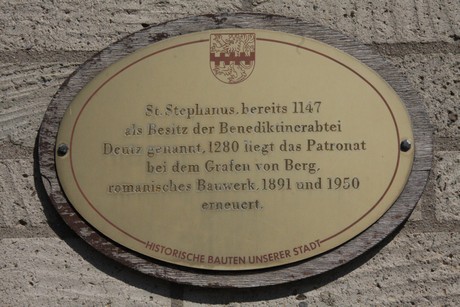 St. Stephanus, bereits 1147
als Besitz der Benediktinerabtei
Deutz genannt, 1280 liegt das Patronat
bei dem Grafen von Berg,
romanisches Bauwerk, 1891 und 1950
erneuert.
HISTORISCHE BAUTEN UNSERER STADT